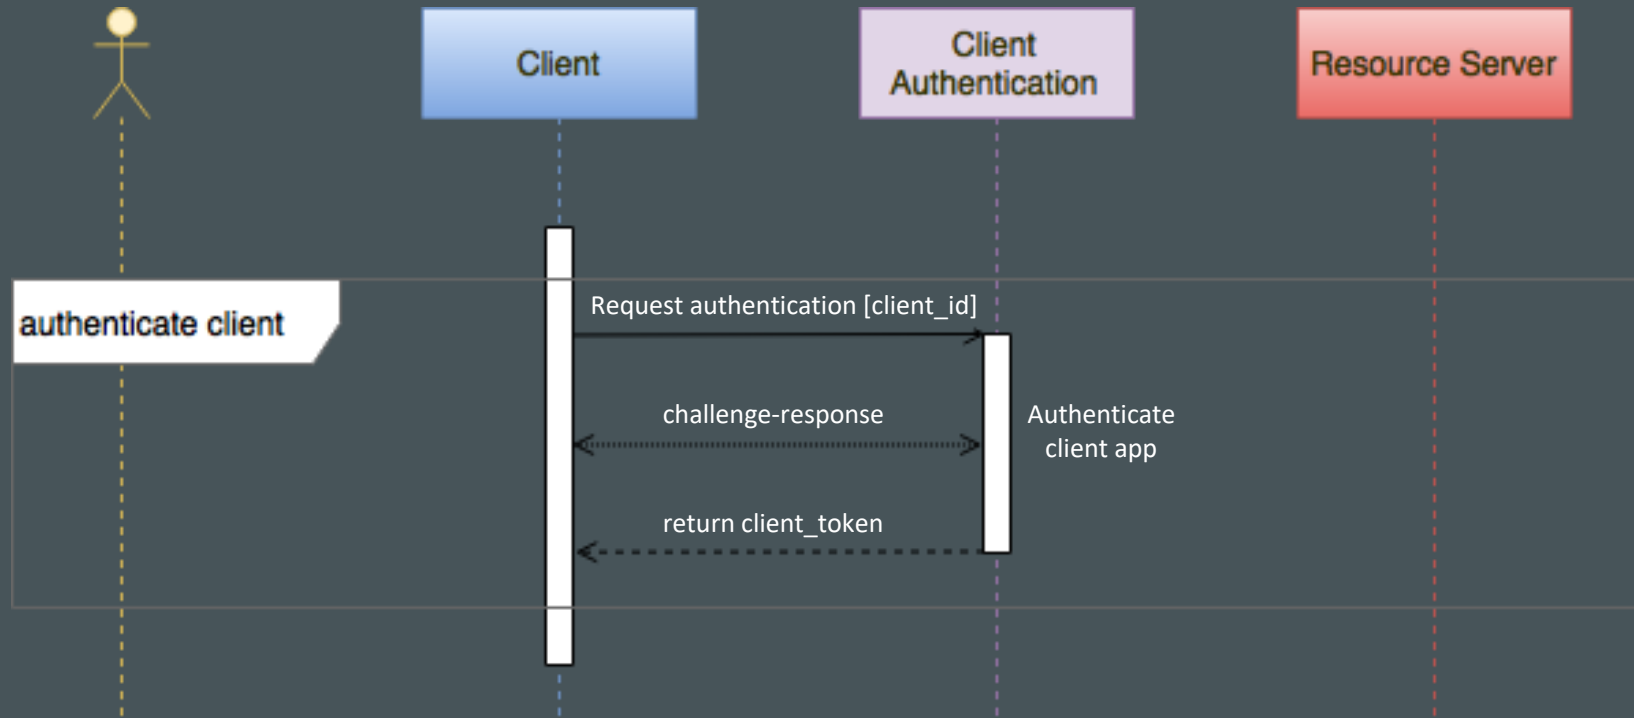 Client
Client
Authentication
Resource Server
authenticate client
Request authentication [client_id]
challenge-response
Authenticate
client app
return client_token